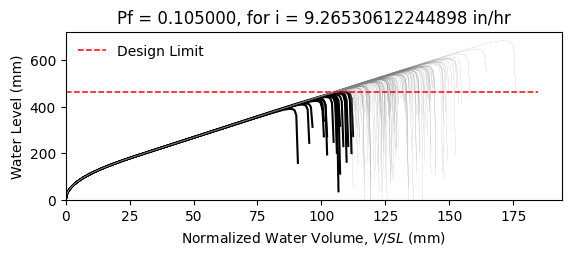 Pf = 0.105000, for i = 9.26530612244898 in/hr
Design Limit
Water Level (mm)
600
400
200
0
0 25 50 75 100 125 150 175
Normalized Water Volume, V/SL (mm)